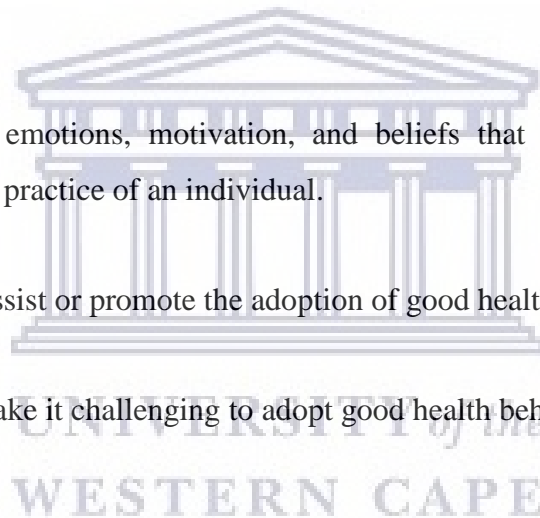 emotions, motivation, and beliefs that
practice of an individual.
ssist or promote the adoption of good healt
ake it challenging to adopt good health beh
UNIVERSITY of the
WESTERN CAPE